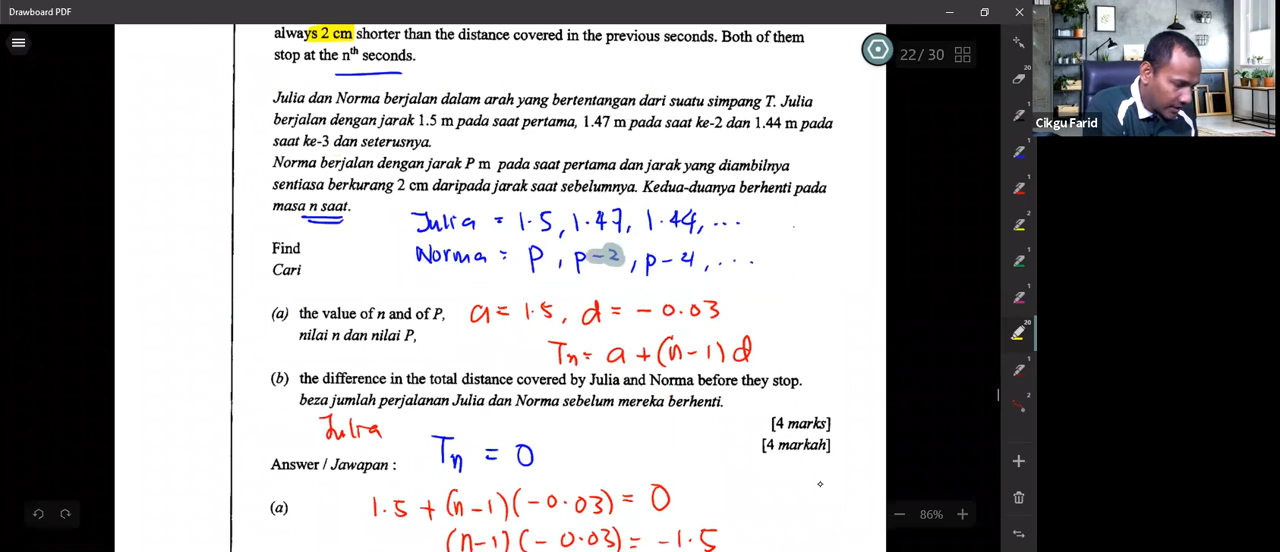 Drawboard PDF
always 2 cm shorter than the distance covered in the previous seconds. Both of them
stop at the nth seconds.
22 / 30
Julia dan Norma berjalan dalam arah yang bertentangan dari suatu simpang T. Julia
berjalan dengan jarak 1.5 m pada saat pertama, 1.47 m pada saat ke-2 dan 1.44 m pada
saat ke-3 dan seterusnya.
Norma berjalan dengan jarak P m pada saat pertama dan jarak yang diambilnya
sentiasa berkurang 2 cm daripada jarak saat sebelumnya. Kedua-duanya berhenti pada
masa n saat.
Julia = 1.5, 1.47, 1.44, ...
Norma = P, P-2, P-4, ...
Find
Cari
(a) the value of n and of P,
nilai n dan nilai P,
a = 1.5, d = -0.03
Tn = a + (n-1)d
(b) the difference in the total distance covered by Julia and Norma before they stop.
beza jumlah perjalanan Julia dan Norma sebelum mereka berhenti.
[4 marks]
[4 markah]
Julia
Tn = 0
Answer / Jawapan :
(a)
1.5 + (n-1)(-0.03) = 0
(n-1)(-0.03) = -1.5
86%
Cikgu Farid
20
20
2
2